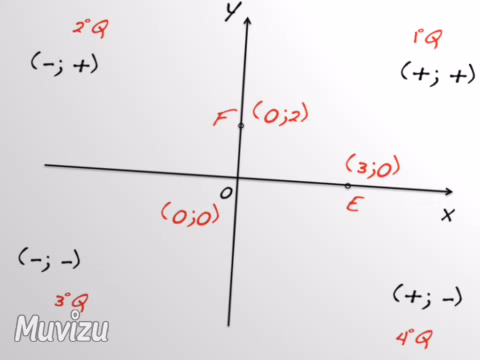 y
2°Q
1°Q
(-; +)
(+; +)
F (0;2)
(3;0)
0
E
(0;0)
x
(-; -)
(+; -)
3°Q
4°Q
Muvizu